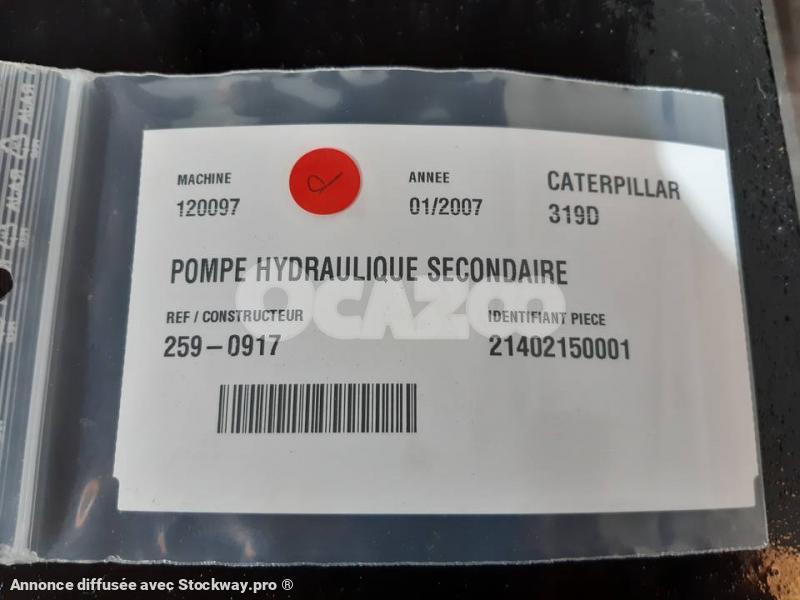 MACHINE
ANNEE
CATERPILLAR
120097
01/2007
319D
POMPE HYDRAULIQUE SECONDAIRE
OCAZOO
REF / CONSTRUCTEUR
IDENTIFIANT PIECE
259-0917
21402150001
Annonce diffusée avec Stockway.pro ®